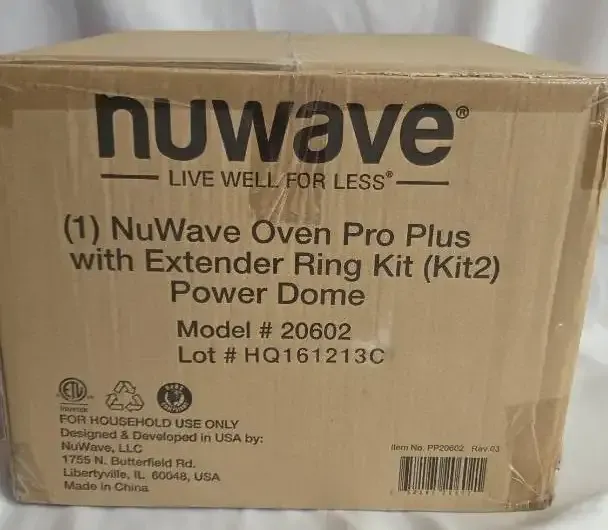 nuwave®
LIVE WELL FOR LESS®
(1) NuWave Oven Pro Plus
with Extender Ring Kit (Kit2)
Power Dome
Model # 20602
Lot # HQ161213C
ETL
Intertek
FOR HOUSEHOLD USE ONLY
Designed & Developed in USA by:
NuWave, LLC
1755 N. Butterfield Rd.
Libertyville, IL 60048, USA
Made in China
Item No. PP20602 Rev.03